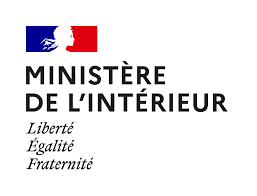 MINISTÈRE
DE L'INTÉRIEUR
Liberté
Égalité
Fraternité